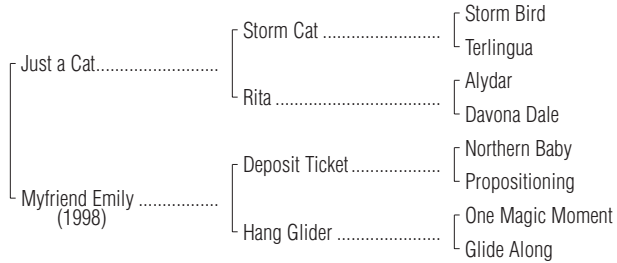 Storm Bird
Storm Cat ........................
Terlingua
Just a Cat.........................
Alydar
Rita ..................................
Davona Dale
Northern Baby
Deposit Ticket..................
Propositioning
Myfriend Emily ................
(1998)
One Magic Moment
Hang Glider .....................
Glide Along